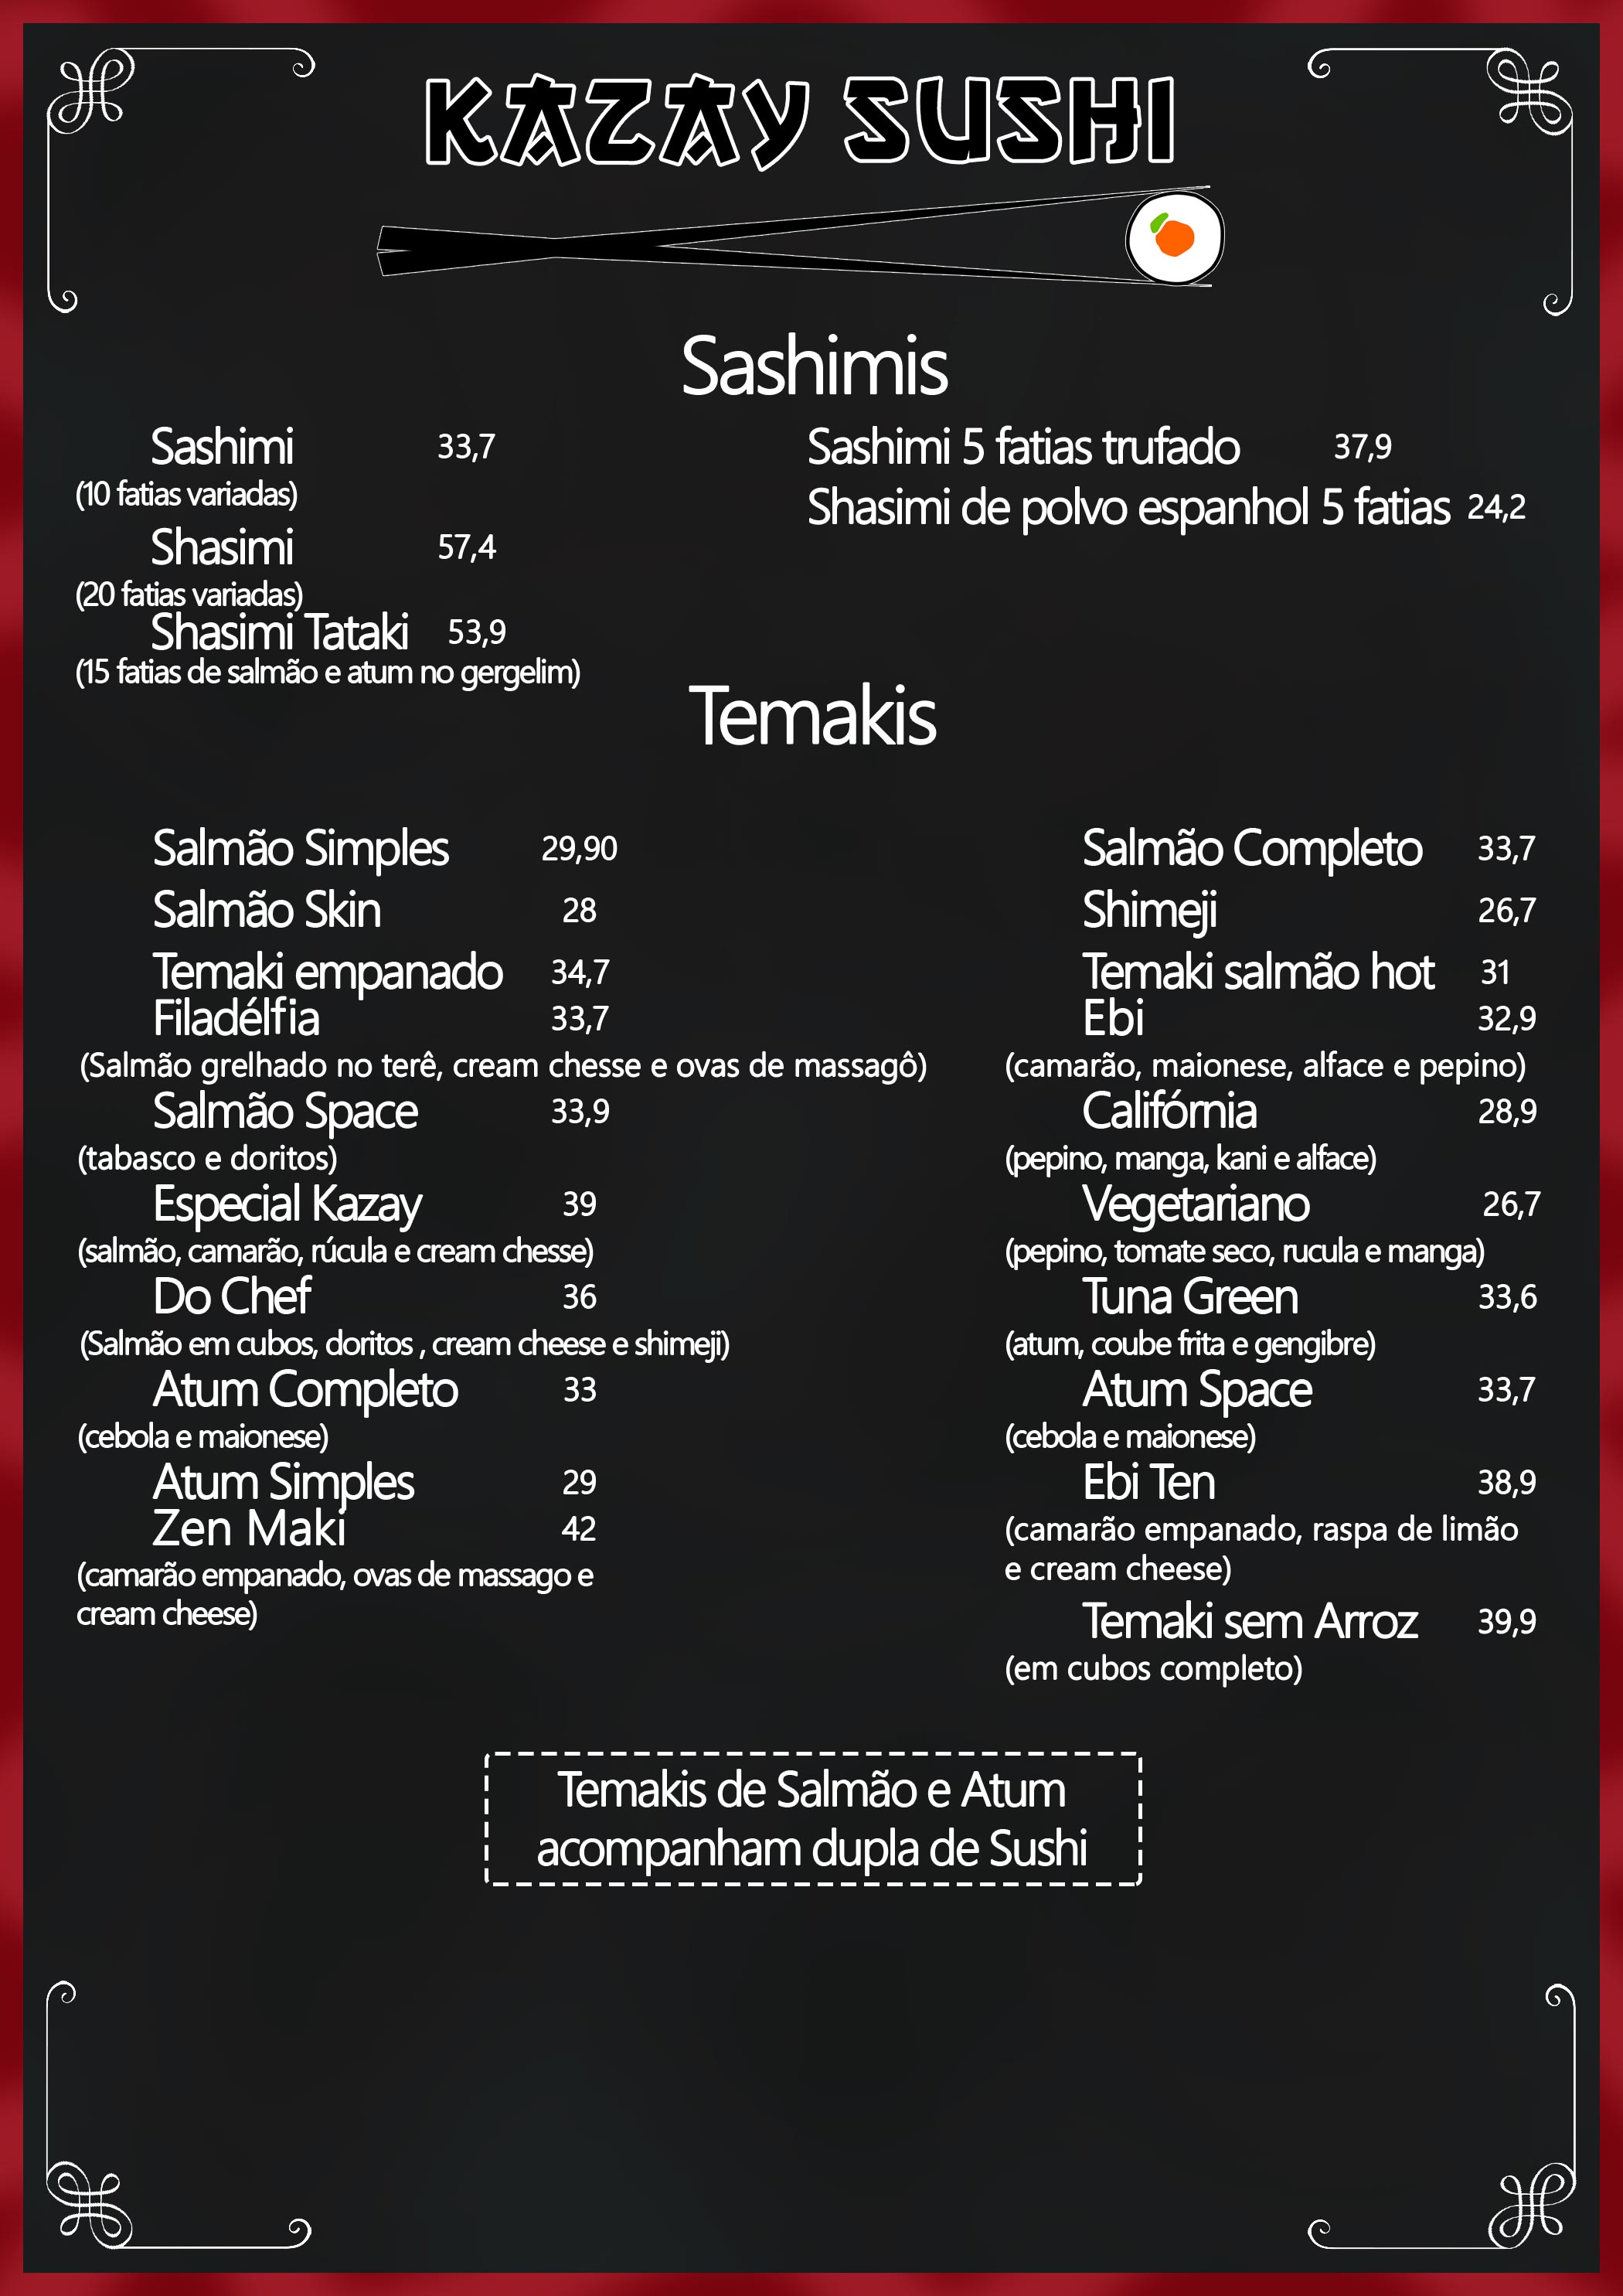 KAZAY SUSHI
Sashimis
Sashimi 33,7
(10 fatias variadas)
Shasimi 57,4
(20 fatias variadas)
Shasimi Tataki 53,9
(15 fatias de salmão e atum no gergelim)
Sashimi 5 fatias trufado 37,9
Shasimi de polvo espanhol 5 fatias 24,2
Temakis
Salmão Simples 29,90
Salmão Skin 28
Temaki empanado 34,7
Filadélfia 33,7
(Salmão grelhado no terê, cream chesse e ovas de massagô)
Salmão Space 33,9
(tabasco e doritos)
Especial Kazay 39
(salmão, camarão, rúcula e cream chesse)
Do Chef 36
(Salmão em cubos, doritos , cream cheese e shimeji)
Atum Completo 33
(cebola e maionese)
Atum Simples 29
Zen Maki 42
(camarão empanado, ovas de massago e
cream cheese)
Salmão Completo 33,7
Shimeji 26,7
Temaki salmão hot 31
Ebi 32,9
(camarão, maionese, alface e pepino)
Califórnia 28,9
(pepino, manga, kani e alface)
Vegetariano 26,7
(pepino, tomate seco, rucula e manga)
Tuna Green 33,6
(atum, coube frita e gengibre)
Atum Space 33,7
(cebola e maionese)
Ebi Ten 38,9
(camarão empanado, raspa de limão
e cream cheese)
Temaki sem Arroz 39,9
(em cubos completo)
Temakis de Salmão e Atum
acompanham dupla de Sushi